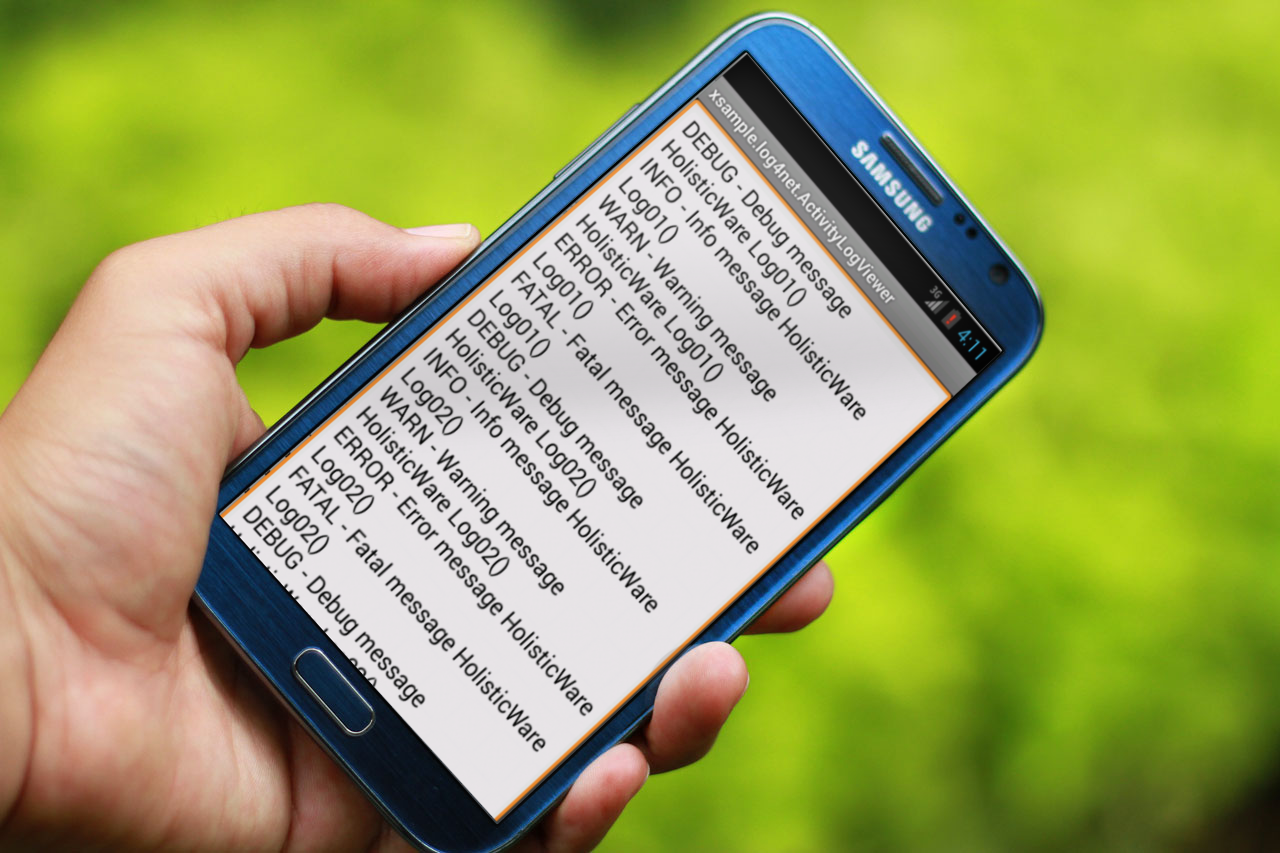 SAMSUNG
3G 4:11
xsample.log4net.ActivityLogViewer
DEBUG - Debug message
HolisticWare Log01()
INFO - Info message HolisticWare
Log01()
WARN - Warning message
HolisticWare Log01()
ERROR - Error message HolisticWare
Log01()
FATAL - Fatal message HolisticWare
Log01()
DEBUG - Debug message
HolisticWare Log02()
INFO - Info message HolisticWare
Log02()
WARN - Warning message
HolisticWare Log02()
ERROR - Error message HolisticWare
Log02()
FATAL - Fatal message HolisticWare
Log02()
DEBUG - Debug message